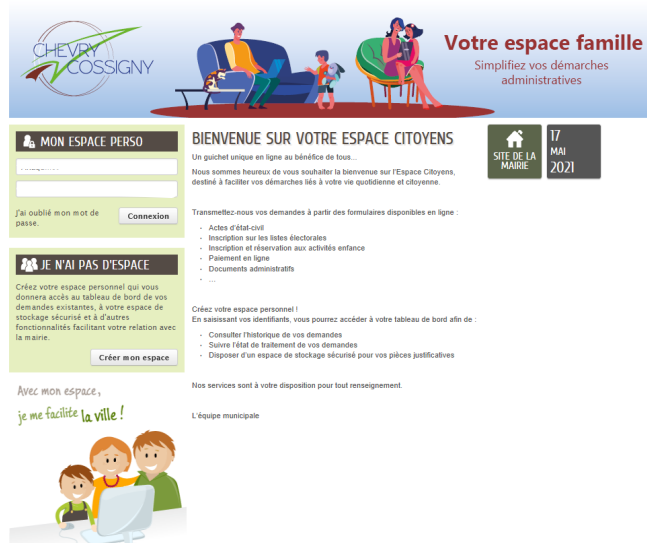 CHEVRY
COSSIGNY
Votre espace famille
Simplifiez vos démarches
administratives
MON ESPACE PERSO
J'ai oublié mon mot de
passe.
Connexion
JE N'AI PAS D'ESPACE
Créez votre espace personnel qui vous
donnera accès au tableau de bord de vos
demandes existantes, à votre espace de
stockage sécurisé et à d'autres
fonctionnalités facilitant votre relation avec
la mairie.
Créer mon espace
Avec mon espace,
je me facilite la ville !
BIENVENUE SUR VOTRE ESPACE CITOYENS
Un guichet unique en ligne au bénéfice de tous...
Nous sommes heureux de vous souhaiter la bienvenue sur l'Espace Citoyens,
destiné à faciliter vos démarches liés à votre vie quotidienne et citoyenne.
Transmettez-nous vos demandes à partir des formulaires disponibles en ligne :
- Actes d'état-civil
- Inscription sur les listes électorales
- Inscription et réservation aux activités enfance
- Paiement en ligne
- Documents administratifs
- ...
Créez votre espace personnel !
En saisissant vos identifiants, vous pourrez accéder à votre tableau de bord afin de :
- Consulter l'historique de vos demandes
- Suivre l'état de traitement de vos demandes
- Disposer d'un espace de stockage sécurisé pour vos pièces justificatives
Nos services sont à votre disposition pour tout renseignement.
L'équipe municipale
SITE DE LA
MAIRIE
17
MAI
2021